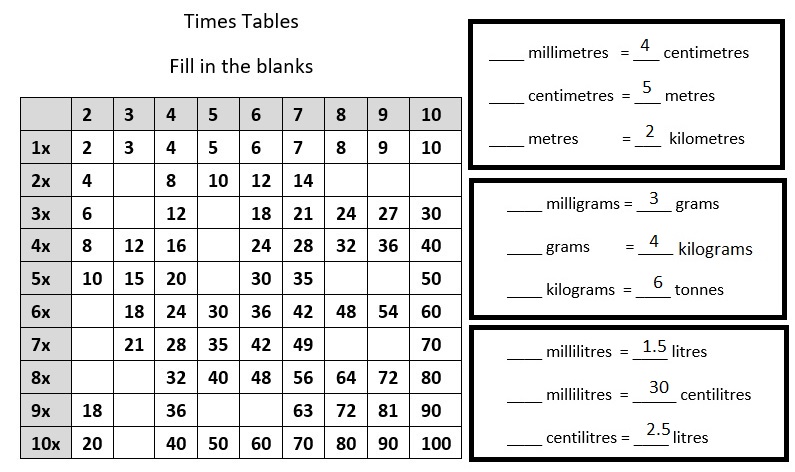 Times Tables
Fill in the blanks
2 3 4 5 6 7 8 9 10
1x 2 3 4 5 6 7 8 9 10
2x 4 8 10 12 14
3x 6 12 18 21 24 27 30
4x 8 12 16 24 28 32 36 40
5x 10 15 20 30 35 50
6x 18 24 30 36 42 48 54 60
7x 21 28 35 42 49 70
8x 32 40 48 56 64 72 80
9x 18 36 63 72 81 90
10x 20 40 50 60 70 80 90 100
____ millimetres = 4 centimetres
____ centimetres = 5 metres
____ metres = 2 kilometres
____ milligrams = 3 grams
____ grams = 4 kilograms
____ kilograms = 6 tonnes
____ millilitres = 1.5 litres
____ millilitres = 30 centilitres
____ centilitres = 2.5 litres